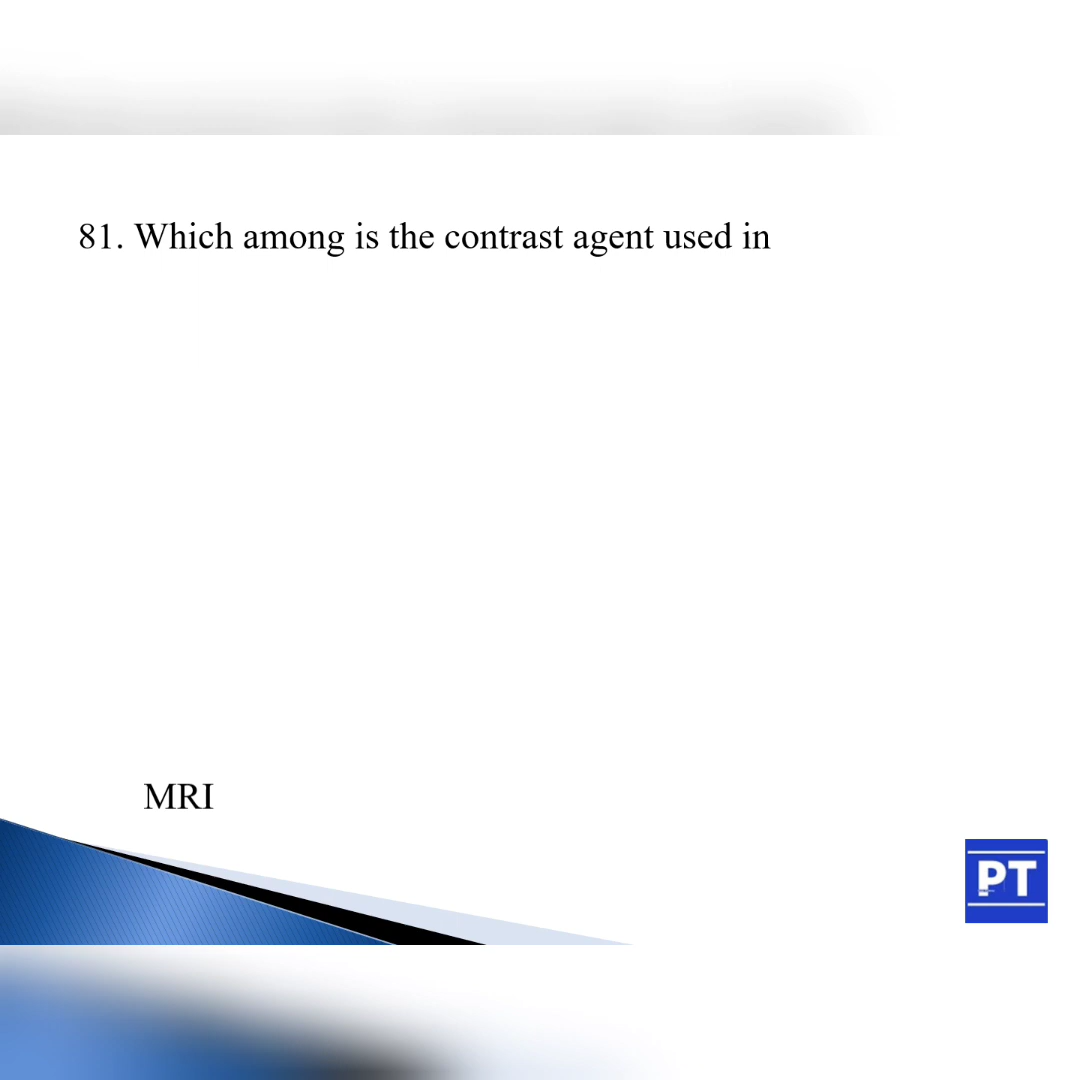 81. Which among is the contrast agent used in
MRI
PT